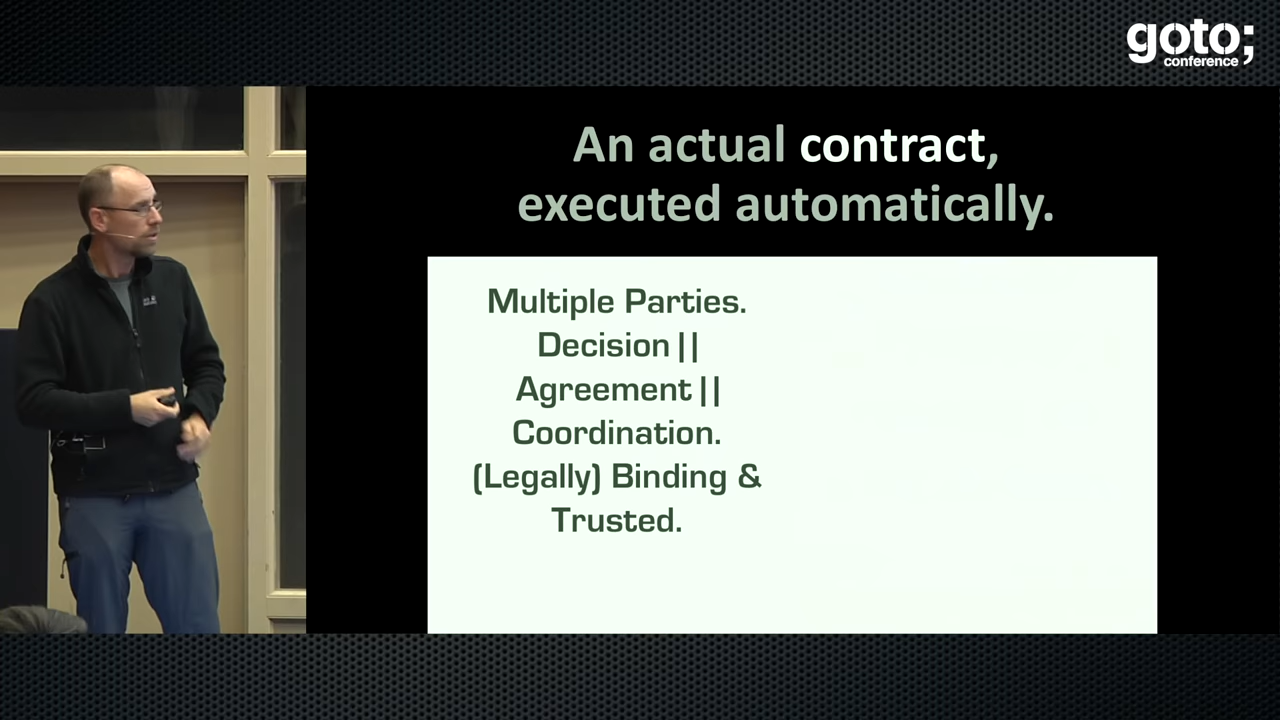 goto;
conference
An actual contract,
executed automatically.
Multiple Parties.
Decision ||
Agreement ||
Coordination.
(Legally) Binding &
Trusted.